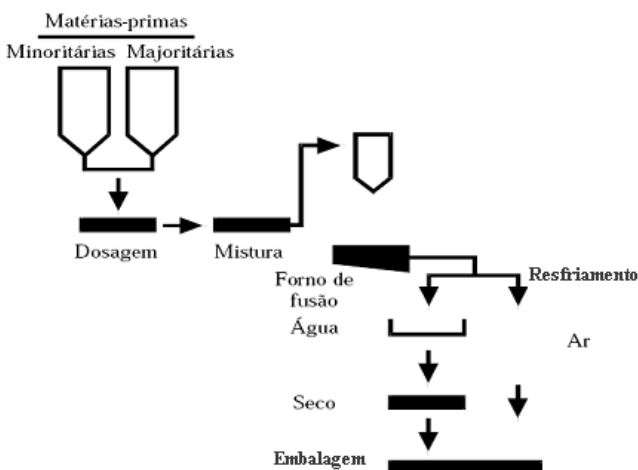 Matérias-primas
Minoritárias Majoritárias
Dosagem
Mistura
Forno de
fusão
Resfriamento
Água
Ar
Seco
Embalagem